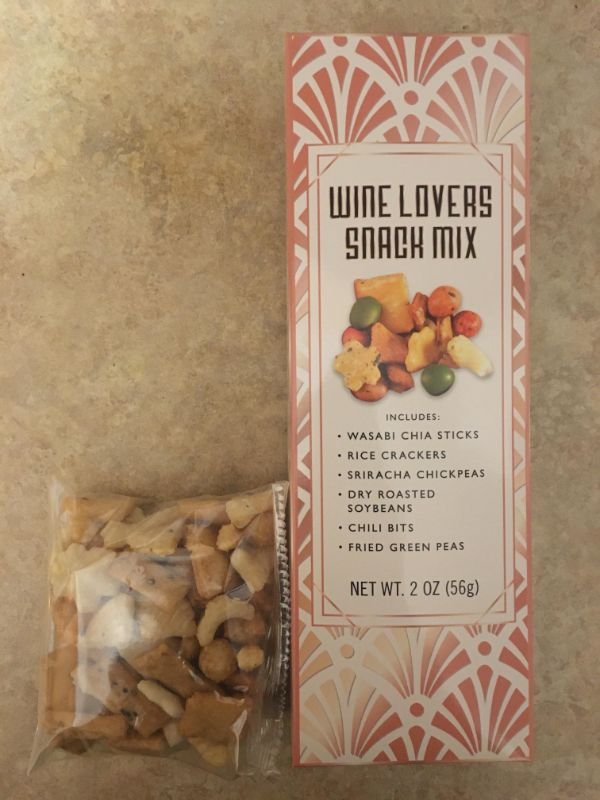 WINE LOVERS
SNACK MIX
INCLUDES:
• WASABI CHIA STICKS
• RICE CRACKERS
• SRIRACHA CHICKPEAS
• DRY ROASTED
SOYBEANS
• CHILI BITS
• FRIED GREEN PEAS
NET WT. 2 OZ (56g)